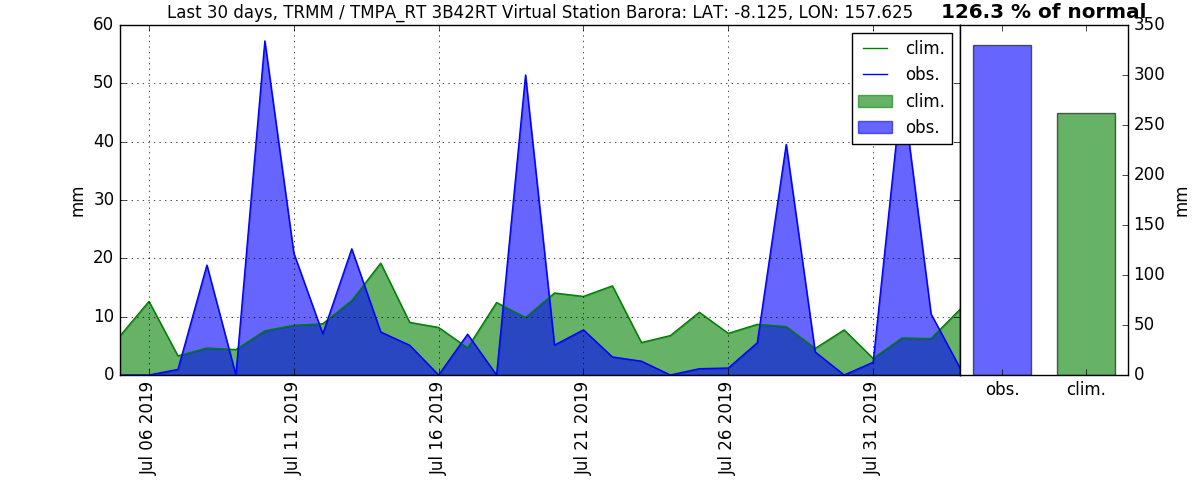 Last 30 days, TRMM / TMPA_RT 3B42RT Virtual Station Barora: LAT: -8.125, LON: 157.625
126.3 % of normal
60
50
40
30
20
10
0
mm
clim.
obs.
clim.
obs.
Jul 06 2019
Jul 11 2019
Jul 16 2019
Jul 21 2019
Jul 26 2019
Jul 31 2019
350
300
250
200
150
100
50
0
mm
obs.
clim.